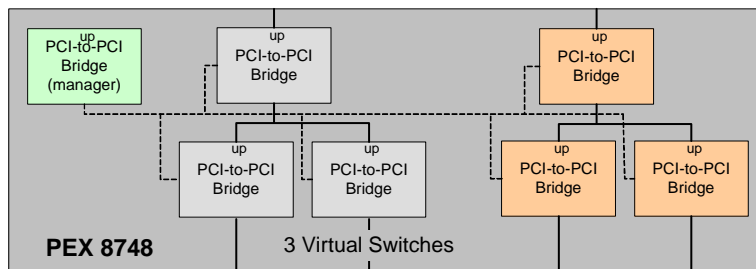 up
PCI-to-PCI
Bridge
(manager)
up
PCI-to-PCI
Bridge
up
PCI-to-PCI
Bridge
up
PCI-to-PCI
Bridge
up
PCI-to-PCI
Bridge
up
PCI-to-PCI
Bridge
up
PCI-to-PCI
Bridge
PEX 8748
3 Virtual Switches